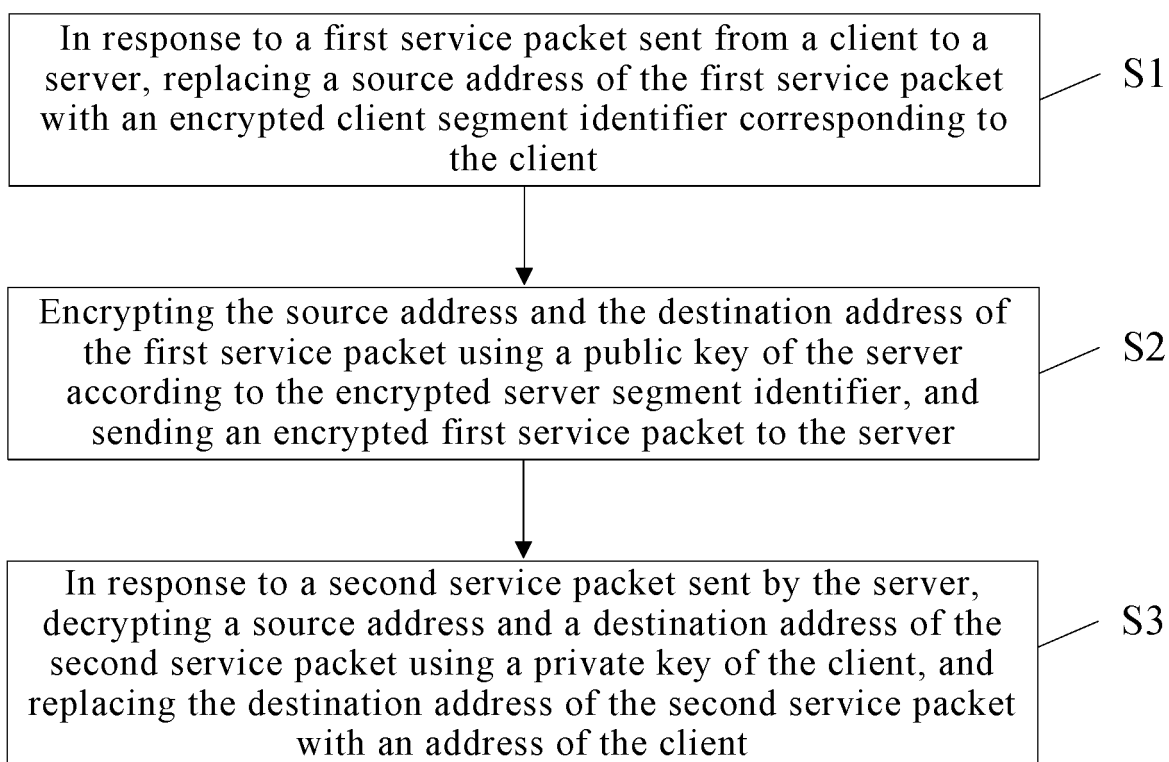 In response to a first service packet sent from a client to a
server, replacing a source address of the first service packet
with an encrypted client segment identifier corresponding to
the client
S1
Encrypting the source address and the destination address of
the first service packet using a public key of the server
according to the encrypted server segment identifier, and
sending an encrypted first service packet to the server
S2
In response to a second service packet sent by the server,
decrypting a source address and a destination address of the
second service packet using a private key of the client, and
replacing the destination address of the second service packet
with an address of the client
S3